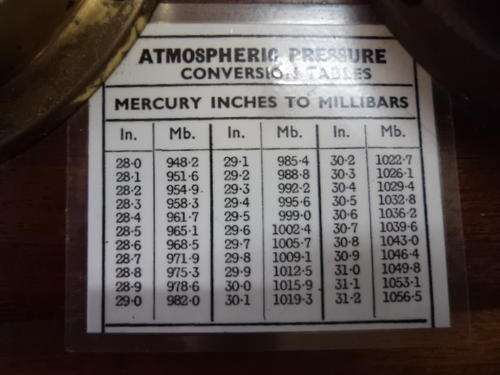 ATMOSPHERIC PRESSURE
CONVERSION TABLES
MERCURY INCHES TO MILLIBARS
In. Mb. In. Mb. In. Mb.
28·0 948·2 29·1 985·4 30·2 1022·7
28·1 951·6 29·2 988·8 30·3 1026·1
28·2 954·9 29·3 992·2 30·4 1029·4
28·3 958·3 29·4 995·6 30·5 1032·8
28·4 961·7 29·5 999·0 30·6 1036·2
28·5 965·1 29·6 1002·4 30·7 1039·6
28·6 968·5 29·7 1005·7 30·8 1043·0
28·7 971·9 29·8 1009·1 30·9 1046·4
28·8 975·3 29·9 1012·5 31·0 1049·8
28·9 978·6 30·0 1015·9 31·1 1053·1
29·0 982·0 30·1 1019·3 31·2 1056·5